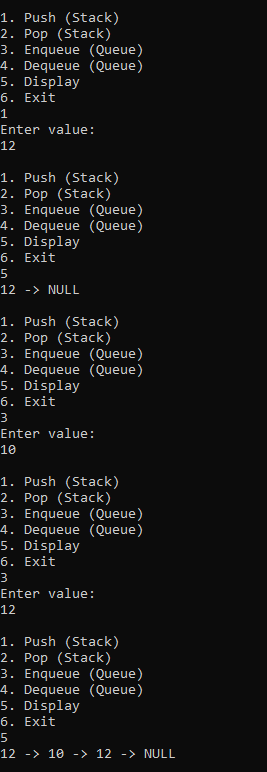 1. Push (Stack)
2. Pop (Stack)
3. Enqueue (Queue)
4. Dequeue (Queue)
5. Display
6. Exit
1
Enter value:
12
1. Push (Stack)
2. Pop (Stack)
3. Enqueue (Queue)
4. Dequeue (Queue)
5. Display
6. Exit
5
12 -> NULL
1. Push (Stack)
2. Pop (Stack)
3. Enqueue (Queue)
4. Dequeue (Queue)
5. Display
6. Exit
3
Enter value:
10
1. Push (Stack)
2. Pop (Stack)
3. Enqueue (Queue)
4. Dequeue (Queue)
5. Display
6. Exit
3
Enter value:
12
1. Push (Stack)
2. Pop (Stack)
3. Enqueue (Queue)
4. Dequeue (Queue)
5. Display
6. Exit
5
12 -> 10 -> 12 -> NULL